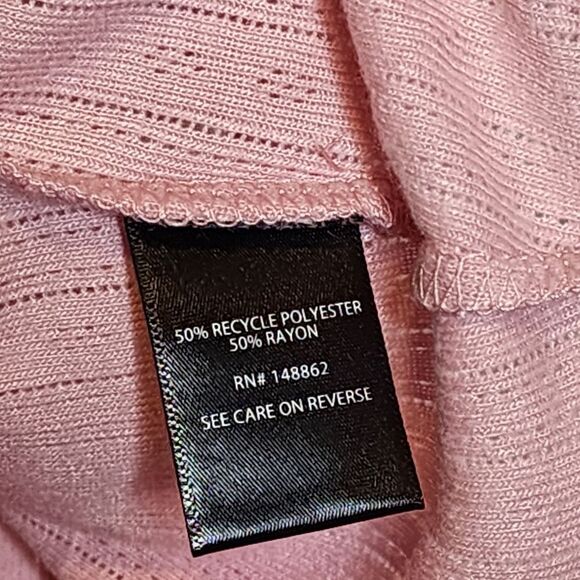 50% RECYCLE POLYESTER
50% RAYON
RN# 148862
SEE CARE ON REVERSE